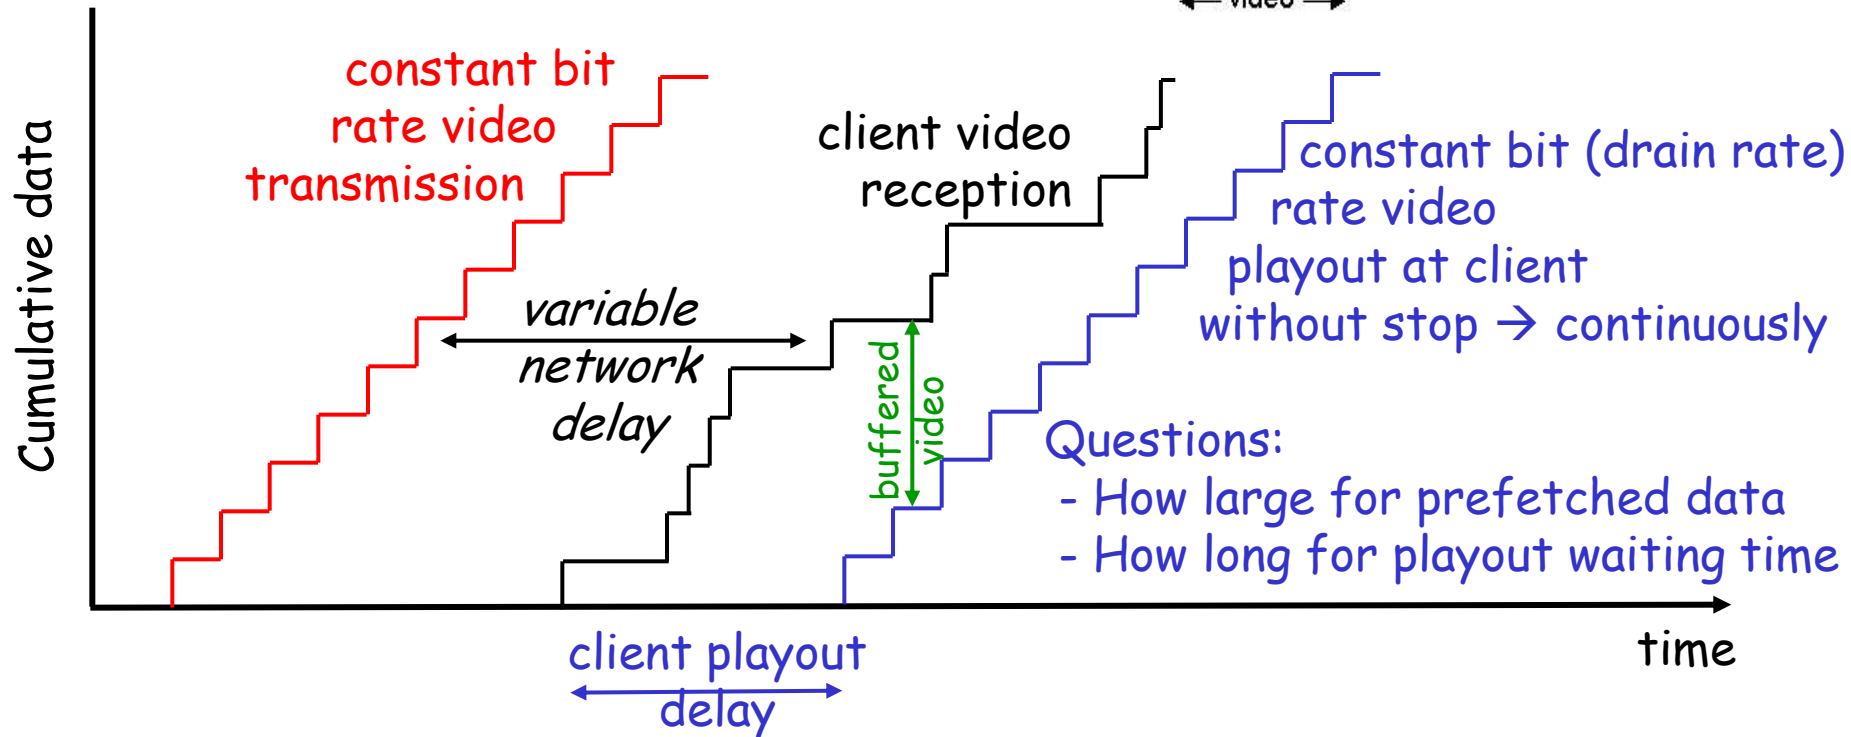 video
constant bit
rate video
transmission
client video
reception
constant bit (drain rate)
rate video
playout at client
without stop → continuously
Cumulative data
variable
network
delay
buffered
video
Questions:
- How large for prefetched data
- How long for playout waiting time
time
client playout
delay